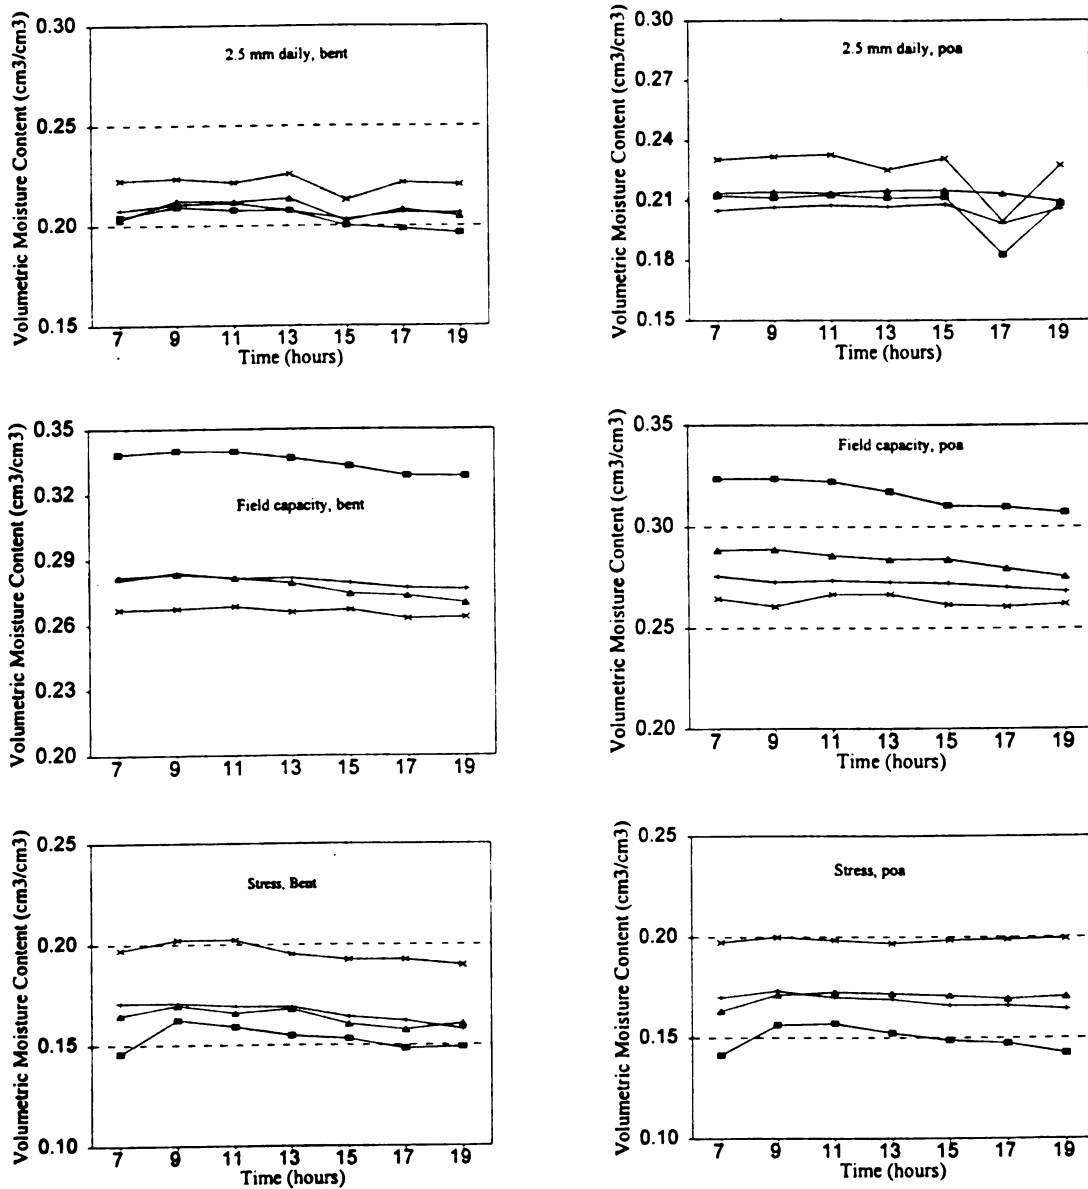 Volumetric Moisture Content (cm3/cm3)
0.30
0.25
0.20
0.15
2.5 mm daily, bent
7 9 11 13 15 17 19
Time (hours)
Volumetric Moisture Content (cm3/cm3)
0.30
0.27
0.24
0.21
0.18
0.15
2.5 mm daily, poa
7 9 11 13 15 17 19
Time (hours)
Volumetric Moisture Content (cm3/cm3)
0.35
0.32
0.29
0.26
0.23
0.20
Field capacity, bent
7 9 11 13 15 17 19
Volumetric Moisture Content (cm3/cm3)
0.35
0.30
0.25
0.20
Field capacity, poa
7 9 11 13 15 17 19
Time (hours)
Volumetric Moisture Content (cm3/cm3)
0.25
0.20
0.15
0.10
Stress, Bent
7 9 11 13 15 17 19
Time (hours)
Volumetric Moisture Content (cm3/cm3)
0.25
0.20
0.15
0.10
Stress, poa
7 9 11 13 15 17 19
Time (hours)